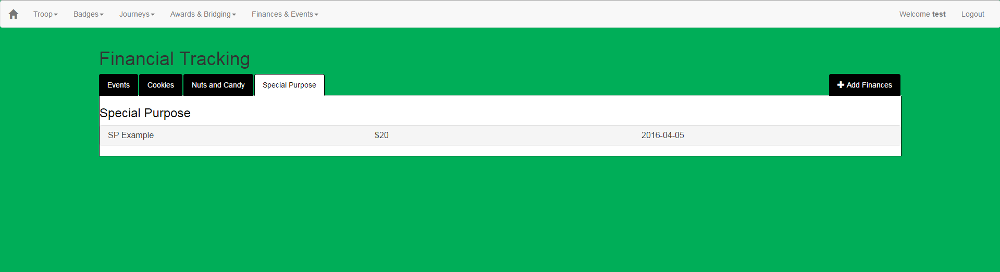 Troop Badges Journeys Awards & Bridging Finances & Events Welcome test Logout
Financial Tracking
Events Cookies Nuts and Candy Special Purpose Add Finances
Special Purpose
SP Example $20 2016-04-05